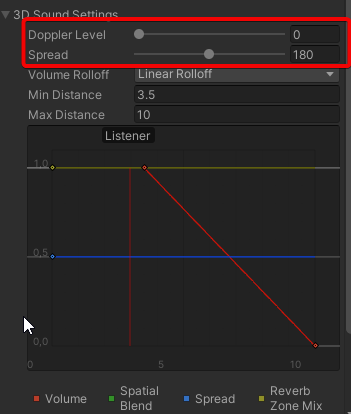 3D Sound Settings
Doppler Level 0
Spread 180
Volume Rolloff Linear Rolloff
Min Distance 3.5
Max Distance 10
Listener
1.0
0.5
0.0
0 5 10
Volume Spatial Blend Spread Reverb Zone Mix